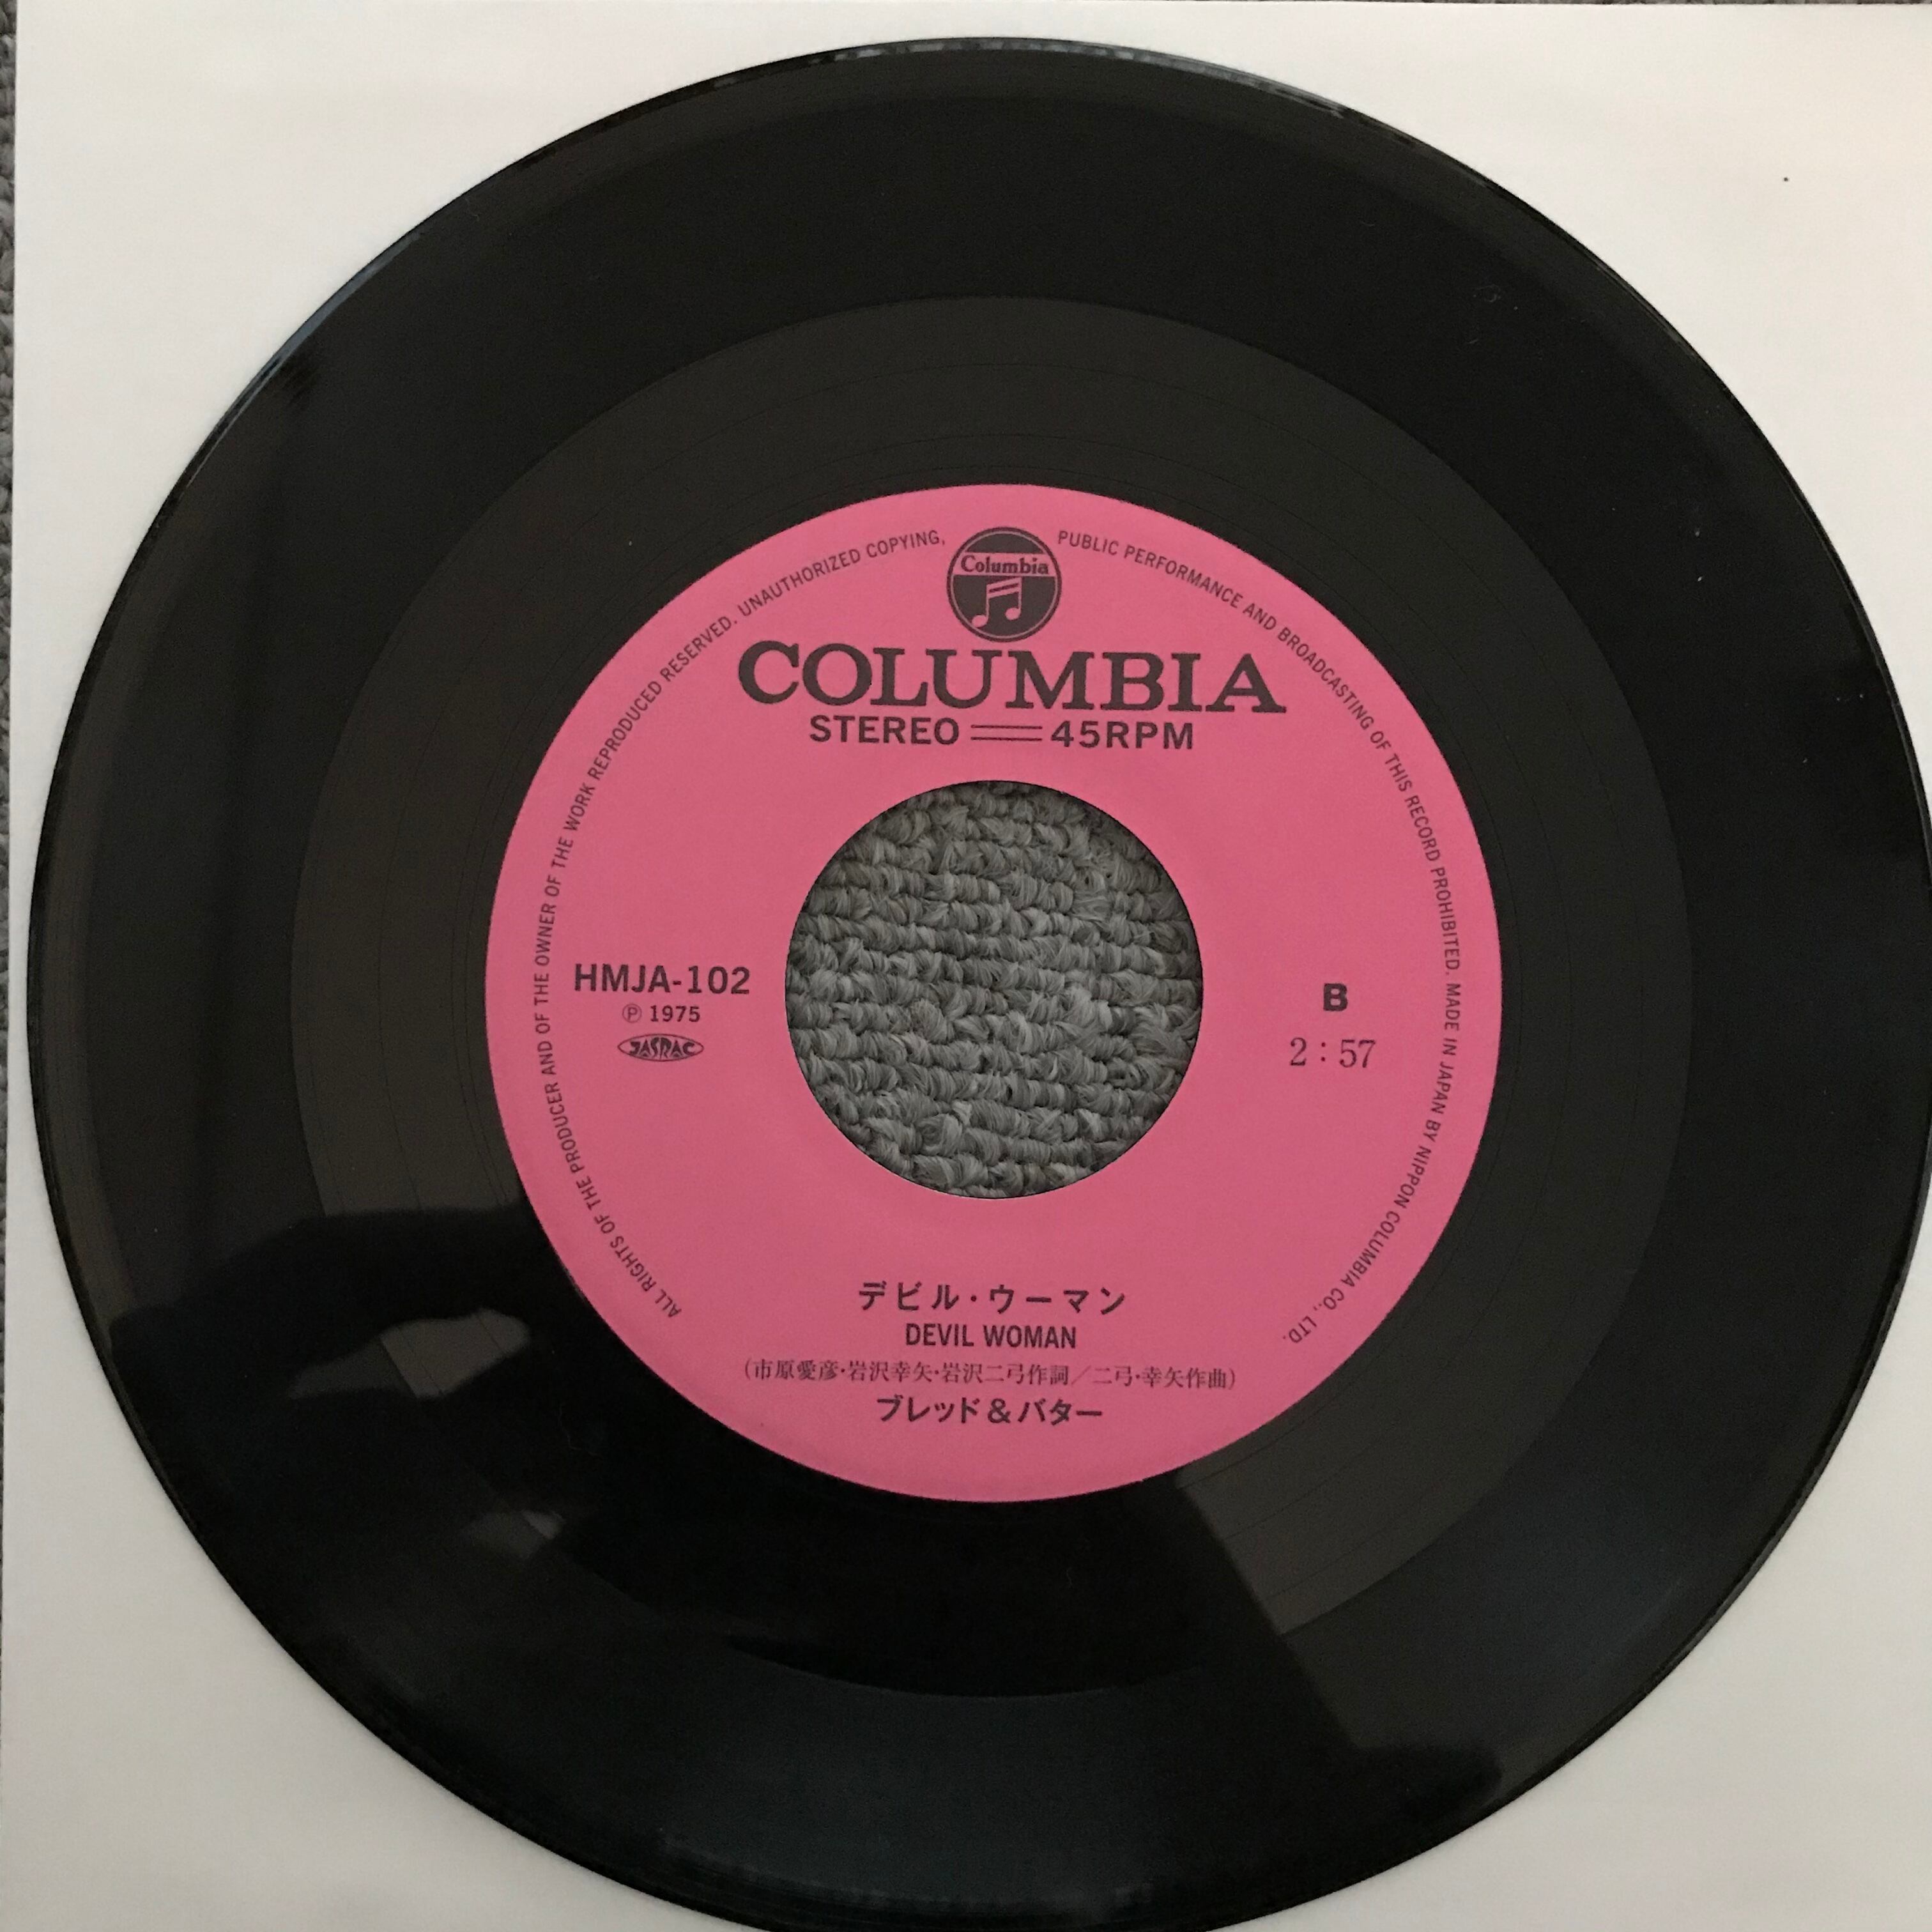 ALL RIGHTS OF THE PRODUCER AND OF THE OWNER OF THE WORK REPRODUCED RESERVED. UNAUTHORIZED COPYING, PUBLIC PERFORMANCE AND BROADCASTING OF THIS RECORD PROHIBITED. MADE IN JAPAN BY NIPPON COLUMBIA CO., LTD.
Columbia
COLUMBIA
STEREO 45RPM
HMJA-102
Ⓟ 1975
JASRAC
B
2:57
デビル・ウーマン
DEVIL WOMAN
(市原愛彦・岩沢幸矢・岩沢二弓作詞/二弓・幸矢作曲)
ブレッド&バター